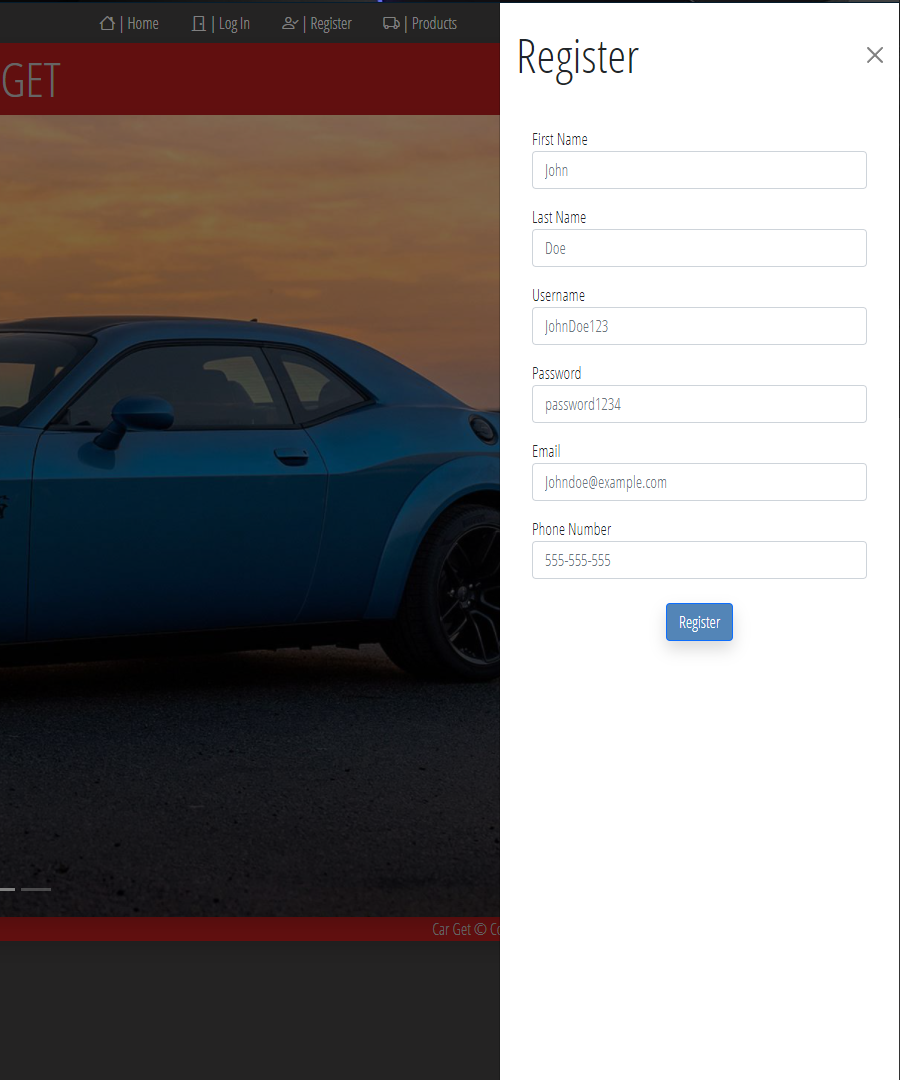 | Home | Log In | Register | Products
GET
Register
First Name
John
Last Name
Doe
Username
JohnDoe123
Password
password1234
Email
Johndoe@example.com
Phone Number
555-555-555
Register
Car Get ©